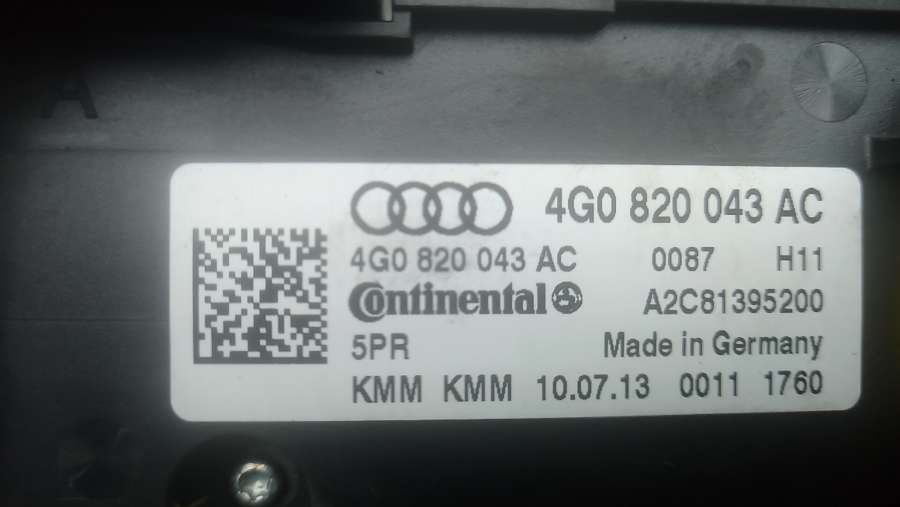 A
4G0 820 043 AC
4G0 820 043 AC 0087 H11
Continental A2C81395200
5PR Made in Germany
KMM KMM 10.07.13 0011 1760